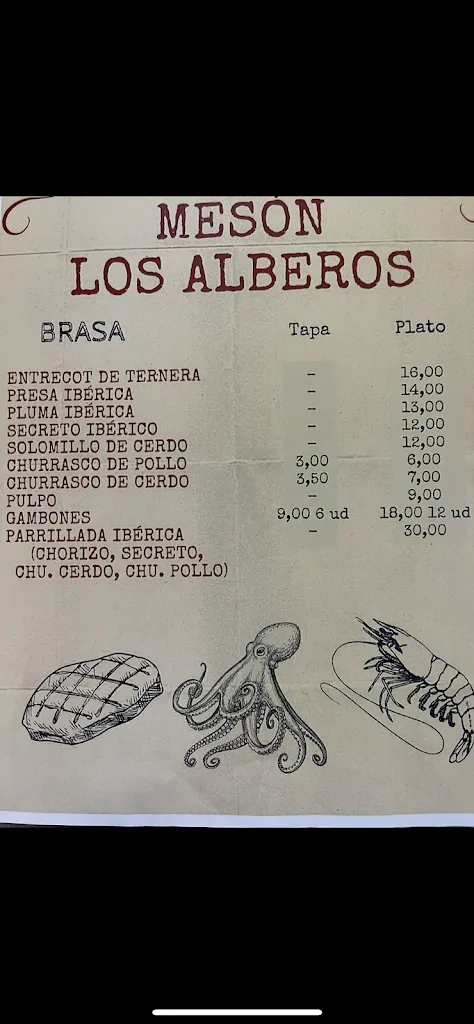 MESÓN
LOS ALBEROS
BRASA Tapa Plato
ENTRECOT DE TERNERA - 16,00
PRESA IBÉRICA - 14,00
PLUMA IBÉRICA - 13,00
SECRETO IBÉRICO - 12,00
SOLOMILLO DE CERDO - 12,00
CHURRASCO DE POLLO 3,00 6,00
CHURRASCO DE CERDO 3,50 7,00
PULPO - 9,00
GAMBONES 9,00 6 ud 18,00 12 ud
PARRILLADA IBÉRICA - 30,00
(CHORIZO, SECRETO,
CHU. CERDO, CHU. POLLO)